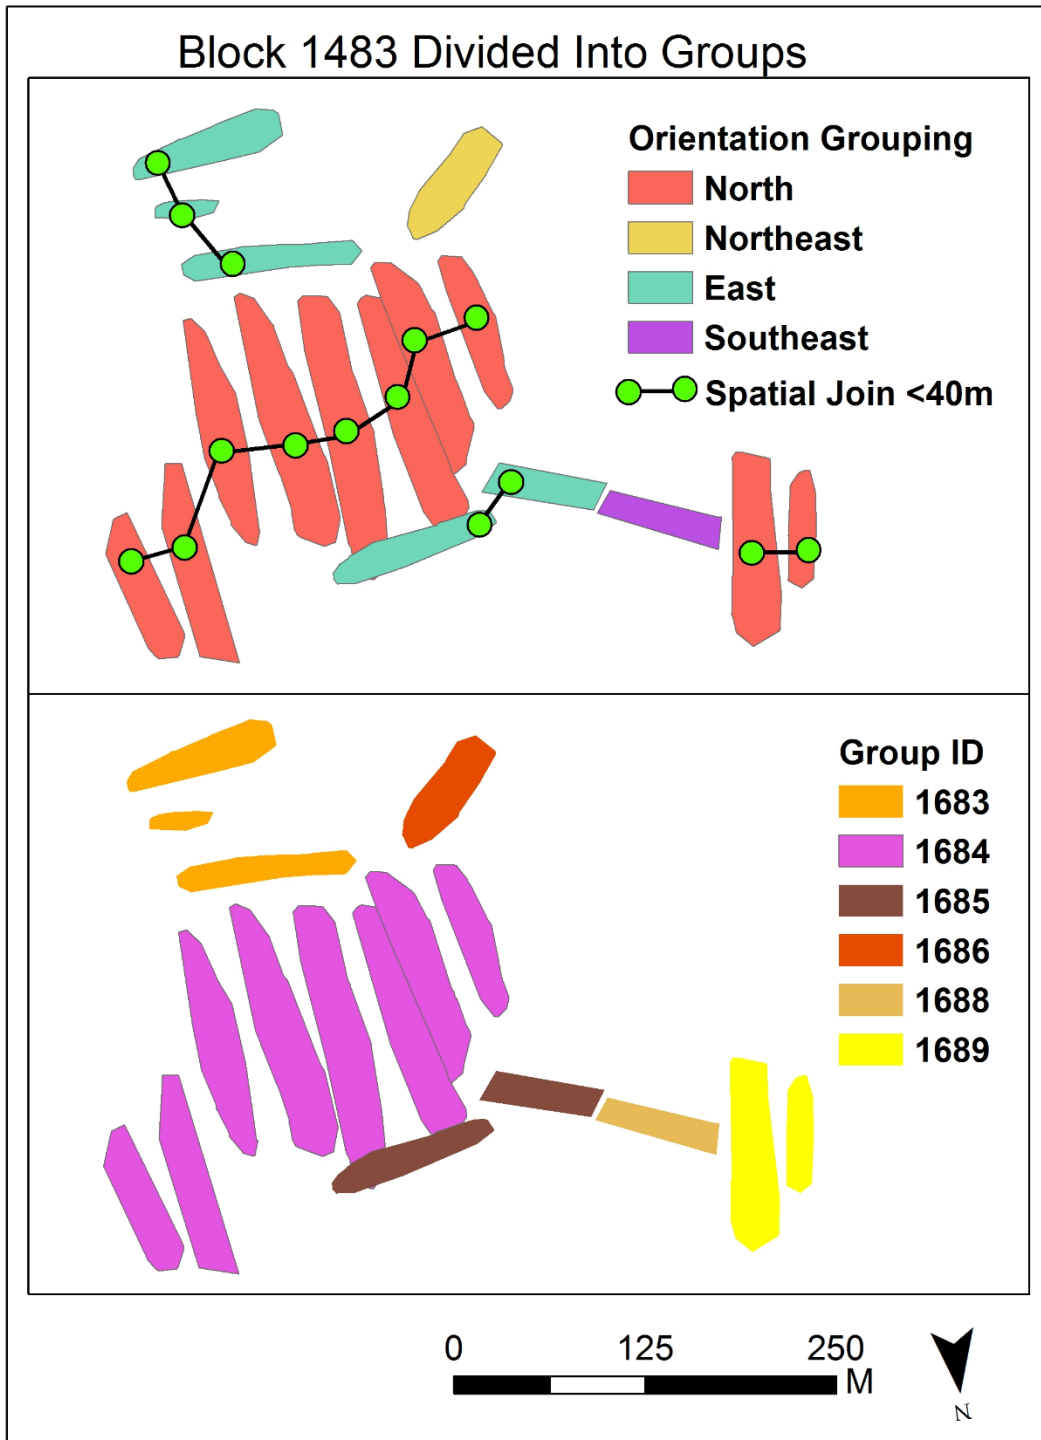 Block 1483 Divided Into Groups
Orientation Grouping
North
Northeast
East
Southeast
Spatial Join <40m
Group ID
1683
1684
1685
1686
1688
1689
0 125 250
M
N